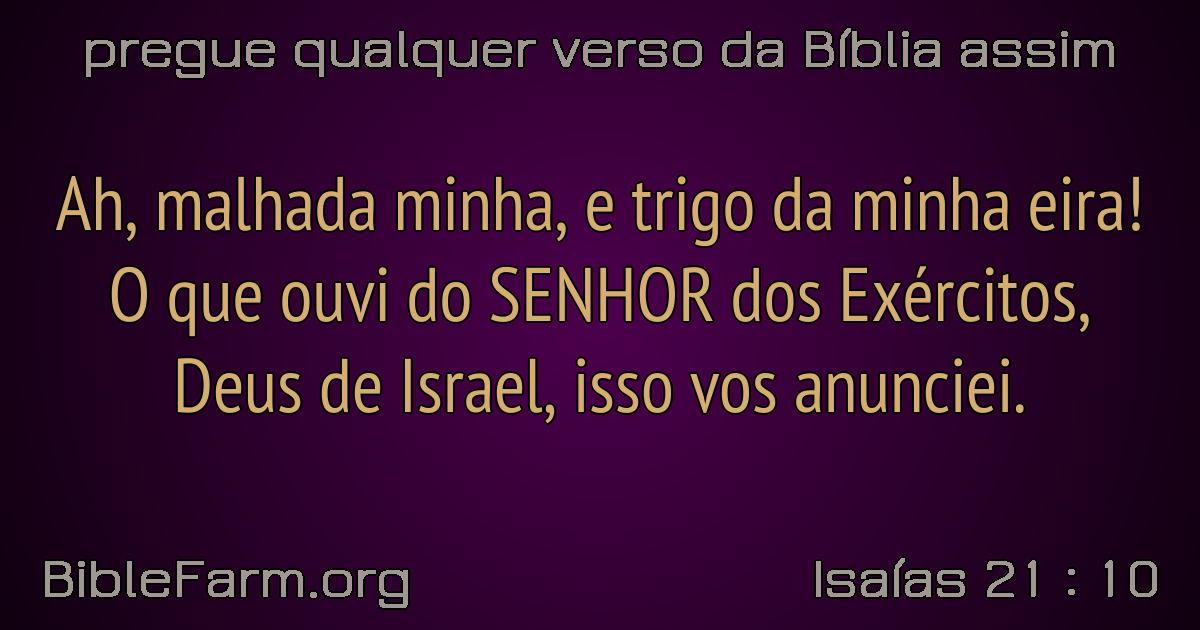 pregue qualquer verso da Bíblia assim
Ah, malhada minha, e trigo da minha eira!
O que ouvi do SENHOR dos Exércitos,
Deus de Israel, isso vos anunciei.
BibleFarm.org
Isaías 21 : 10